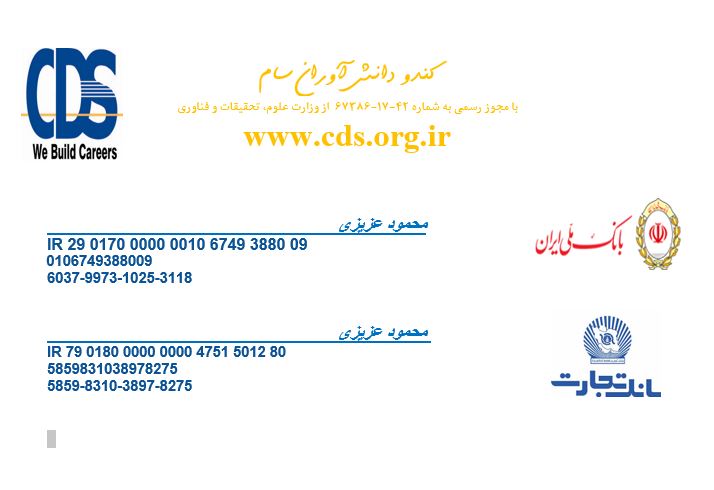 CDS
We Build Careers
کندو دانش آوران سام
با مجوز رسمی به شماره ۴۲-۱۷-۶۷۳۸۶ از وزارت علوم، تحقیقات و فناوری
www.cds.org.ir
محمود عزیزی
IR 29 0170 0000 0010 6749 3880 09
0106749388009
6037-9973-1025-3118
بانک ملی ایران
محمود عزیزی
IR 79 0180 0000 0000 4751 5012 80
5859831038978275
5859-8310-3897-8275
بانک تجارت